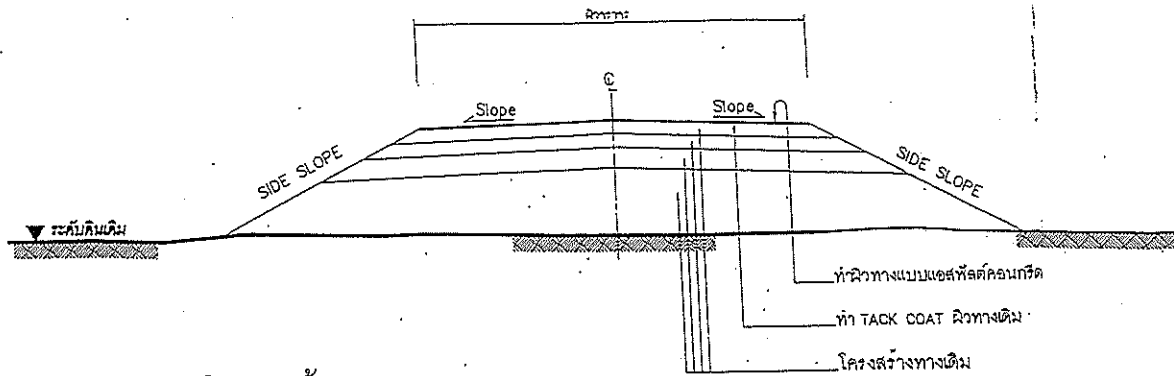 ผิวจราจร
℄
Slope
Slope
SIDE SLOPE
SIDE SLOPE
ระดับดินเดิม
ทำผิวทางแบบแอสฟัลต์คอนกรีต
ทำ TACK COAT ผิวทางเดิม
โครงสร้างทางเดิม